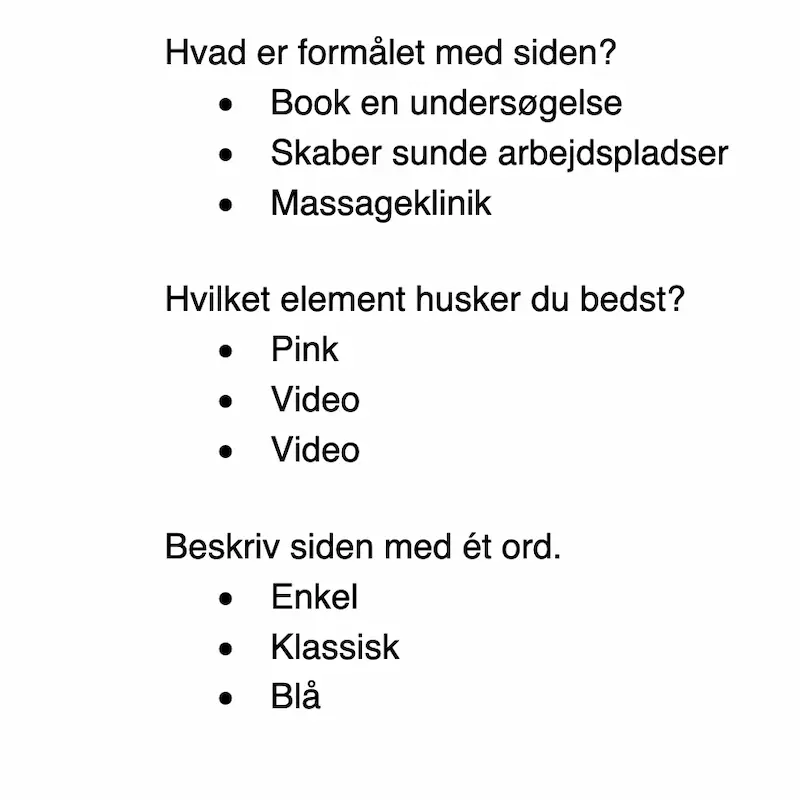 Hvad er formålet med siden?
• Book en undersøgelse
• Skaber sunde arbejdspladser
• Massageklinik
Hvilket element husker du bedst?
• Pink
• Video
• Video
Beskriv siden med ét ord.
• Enkel
• Klassisk
• Blå